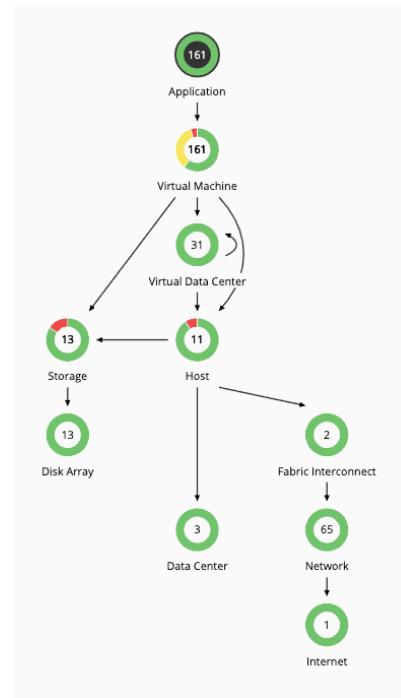 161
Application
161
Virtual Machine
31
Virtual Data Center
13
11
Storage
Host
13
2
Disk Array
Fabric Interconnect
3
65
Data Center
Network
1
Internet